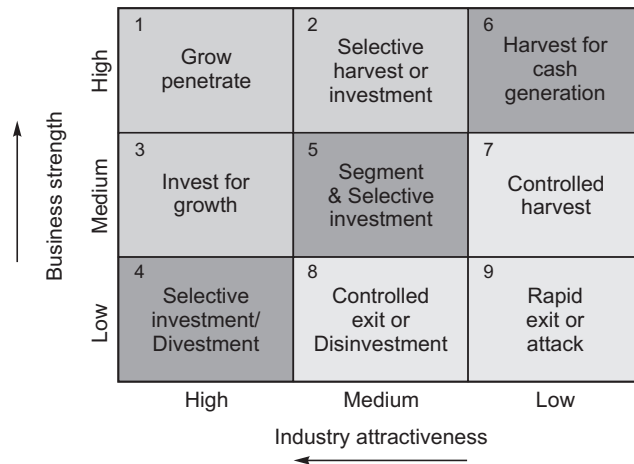 1
Grow
penetrate
2
Selective
harvest or
investment
6
Harvest for
cash
generation
3
Invest for
growth
5
Segment
& Selective
investment
7
Controlled
harvest
4
Selective
investment/
Divestment
8
Controlled
exit or
Disinvestment
9
Rapid
exit or
attack
Business strength
High
Medium
Low
High
Medium
Low
Industry attractiveness